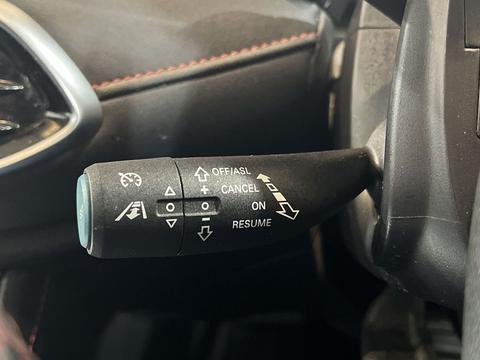 OFF/ASL
+ CANCEL
ON
- RESUME